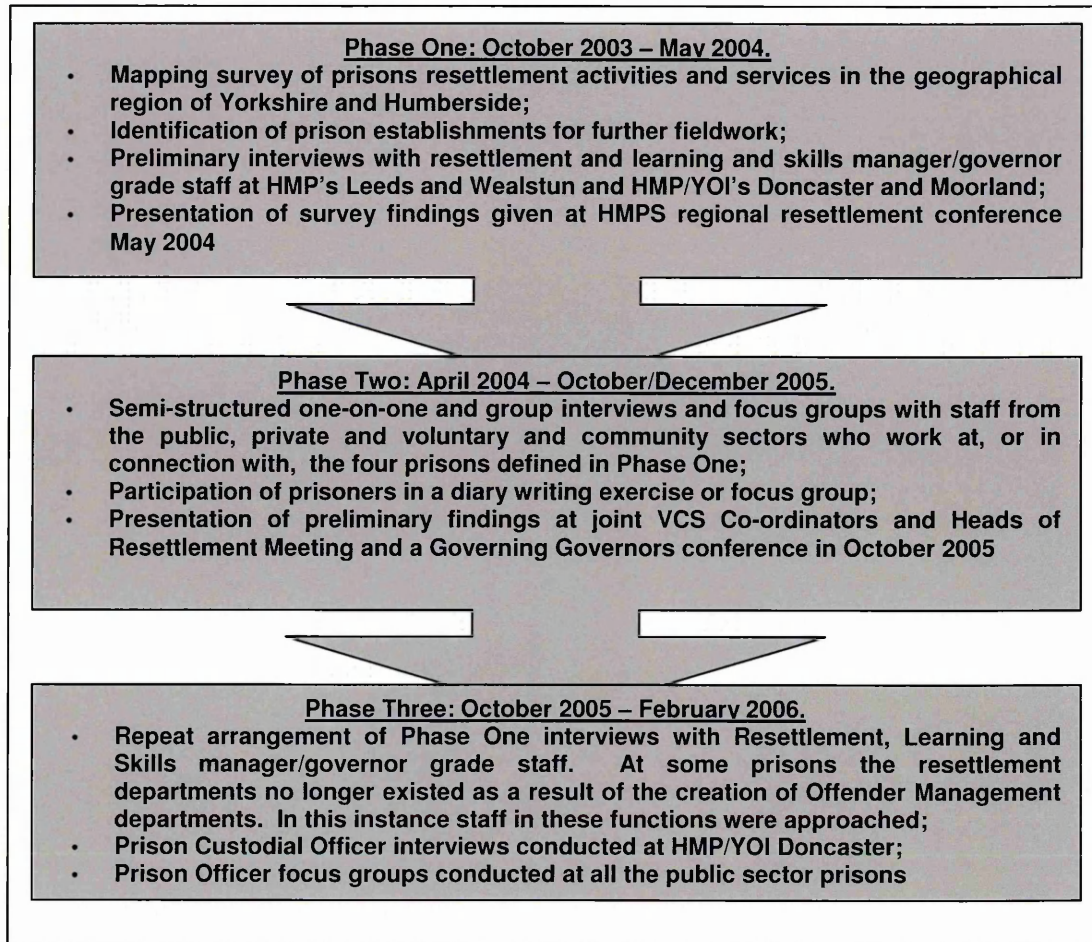 Phase One: October 2003 – May 2004.
• Mapping survey of prisons resettlement activities and services in the geographical
region of Yorkshire and Humberside;
• Identification of prison establishments for further fieldwork;
• Preliminary interviews with resettlement and learning and skills manager/governor
grade staff at HMP's Leeds and Wealstun and HMP/YOI's Doncaster and Moorland;
• Presentation of survey findings given at HMPS regional resettlement conference
May 2004
Phase Two: April 2004 – October/December 2005.
• Semi-structured one-on-one and group interviews and focus groups with staff from
the public, private and voluntary and community sectors who work at, or in
connection with, the four prisons defined in Phase One;
• Participation of prisoners in a diary writing exercise or focus group;
• Presentation of preliminary findings at joint VCS Co-ordinators and Heads of
Resettlement Meeting and a Governing Governors conference in October 2005
Phase Three: October 2005 – February 2006.
• Repeat arrangement of Phase One interviews with Resettlement, Learning and
Skills manager/governor grade staff. At some prisons the resettlement
departments no longer existed as a result of the creation of Offender Management
departments. In this instance staff in these functions were approached;
• Prison Custodial Officer interviews conducted at HMP/YOI Doncaster;
• Prison Officer focus groups conducted at all the public sector prisons